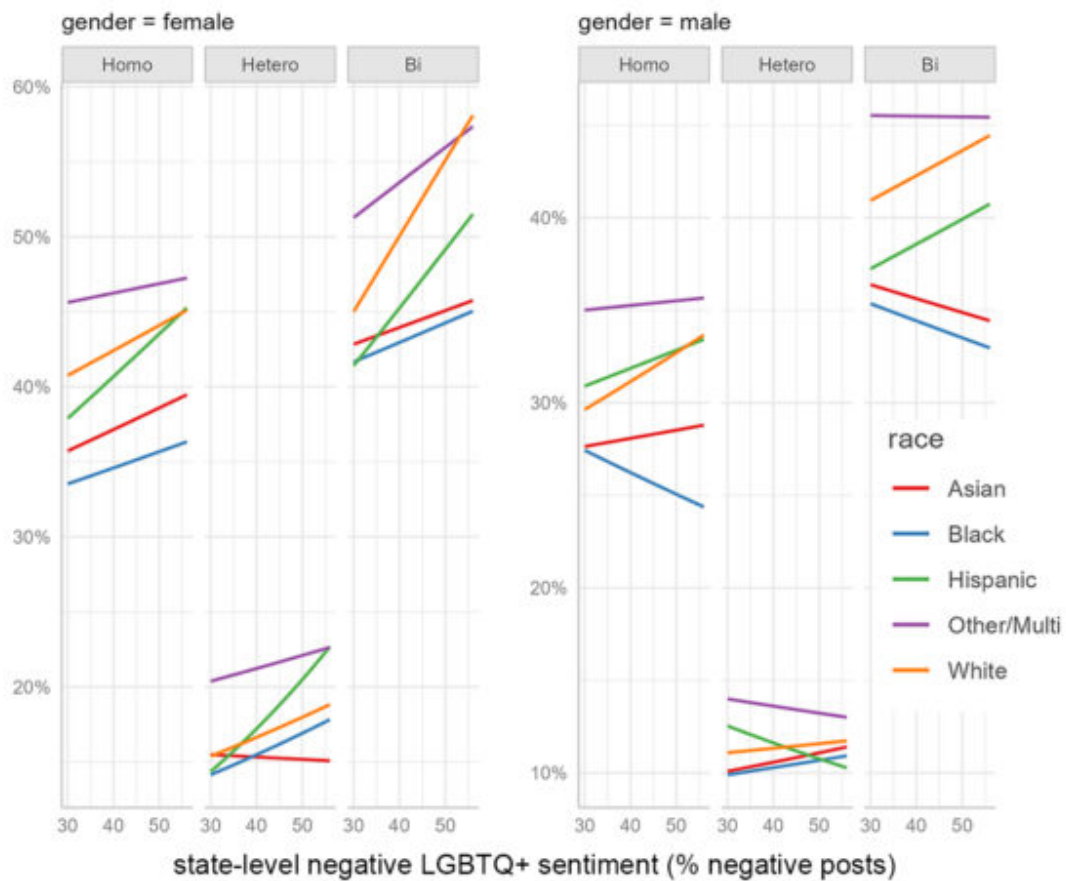 gender = female
Homo Hetero Bi
60%
50%
40%
30%
20%
30 40 50 30 40 50 30 40 50
gender = male
Homo Hetero Bi
40%
30%
20%
10%
30 40 50 30 40 50 30 40 50
race
Asian
Black
Hispanic
Other/Multi
White
state-level negative LGBTQ+ sentiment (% negative posts)